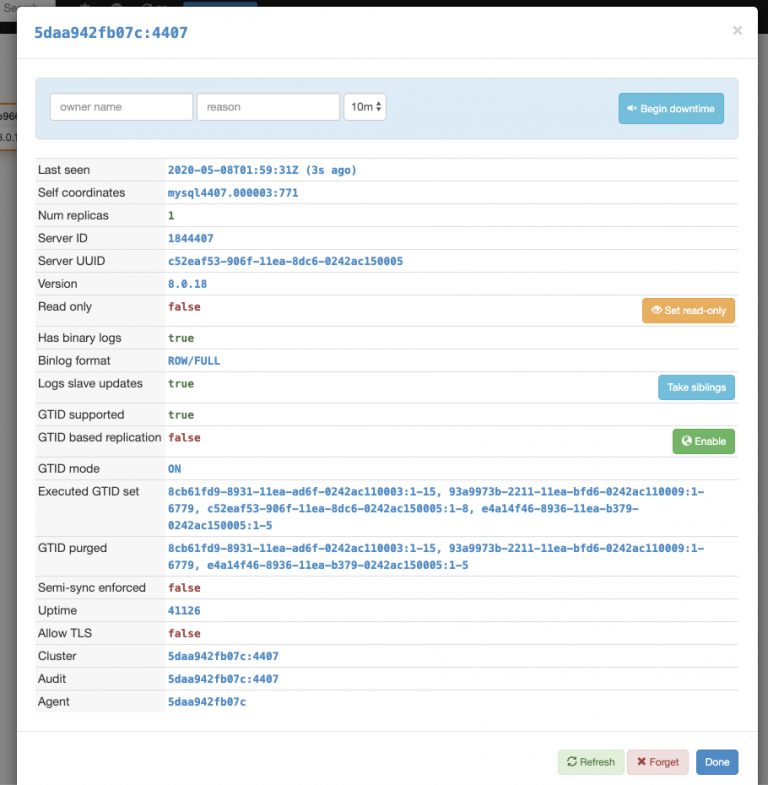 Search
5daa942fb07c:4407
×
owner name
reason
10m
Begin downtime
Last seen 2020-05-08T01:59:31Z (3s ago)
Self coordinates mysql4407.000003:771
Num replicas 1
Server ID 1844407
Server UUID c52eaf53-906f-11ea-8dc6-0242ac150005
Version 8.0.18
Read only false Set read-only
Has binary logs true
Binlog format ROW/FULL
Logs slave updates true Take siblings
GTID supported true
GTID based replication false Enable
GTID mode ON
Executed GTID set 8cb61fd9-8931-11ea-ad6f-0242ac110003:1-15, 93a9973b-2211-11ea-bfd6-0242ac110009:1-
6779, c52eaf53-906f-11ea-8dc6-0242ac150005:1-8, e4a14f46-8936-11ea-b379-
0242ac150005:1-5
GTID purged 8cb61fd9-8931-11ea-ad6f-0242ac110003:1-15, 93a9973b-2211-11ea-bfd6-0242ac110009:1-
6779, e4a14f46-8936-11ea-b379-0242ac150005:1-5
Semi-sync enforced false
Uptime 41126
Allow TLS false
Cluster 5daa942fb07c:4407
Audit 5daa942fb07c:4407
Agent 5daa942fb07c
Refresh
Forget
Done